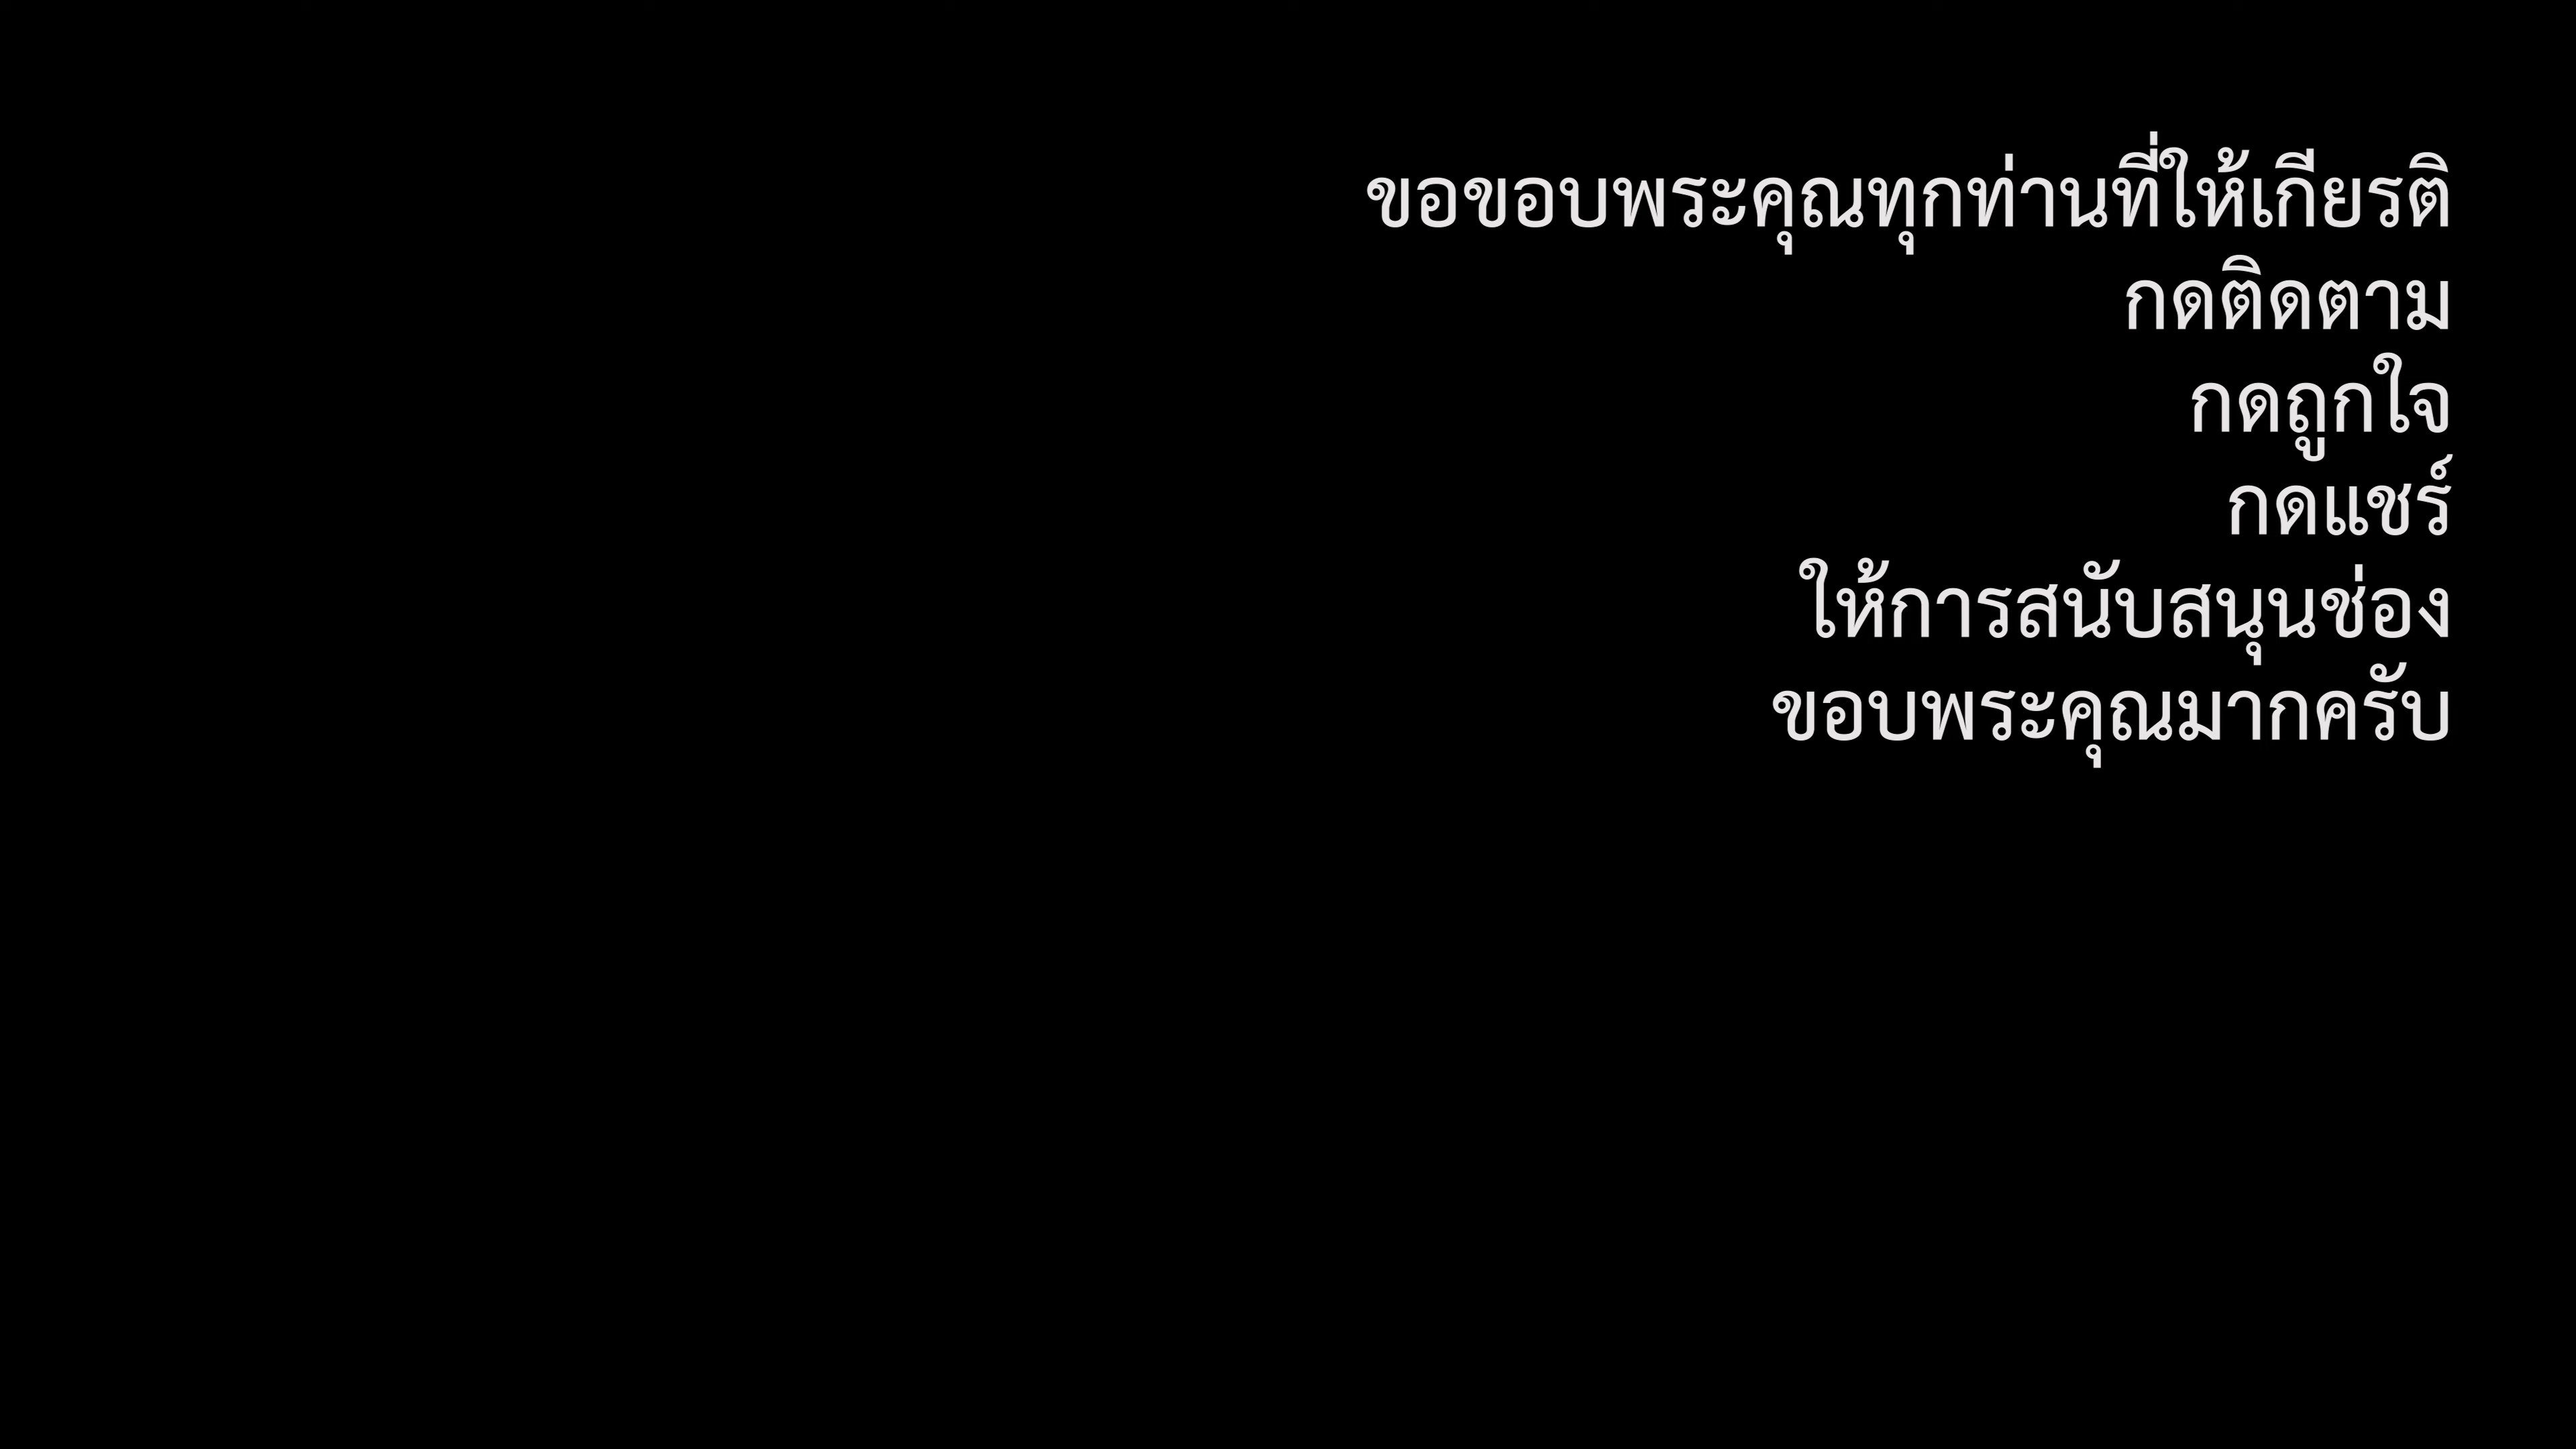 ขอขอบพระคุณทุกท่านที่ให้เกียรติ
กดติดตาม
กดถูกใจ
กดแชร์
ให้การสนับสนุนช่อง
ขอบพระคุณมากครับ